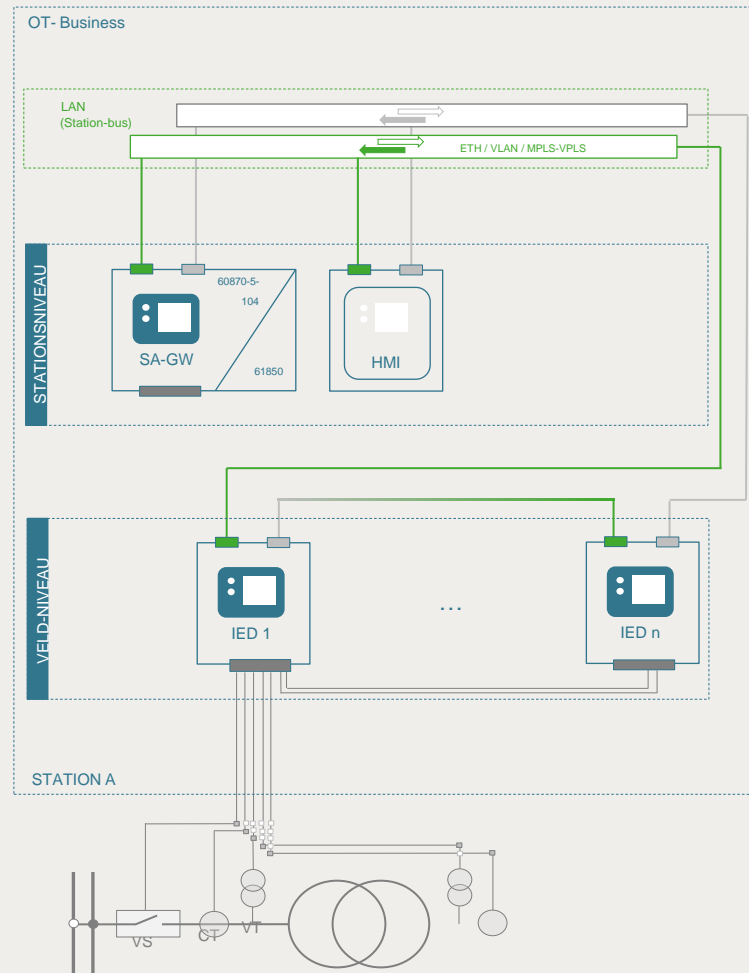 OT- Business
LAN
(Station-bus)
ETH / VLAN / MPLS-VPLS
STATIONSNIVEAU
60870-5-
104
SA-GW
61850
HMI
VELD-NIVEAU
IED 1
...
IED n
STATION A
VS
CT
VT